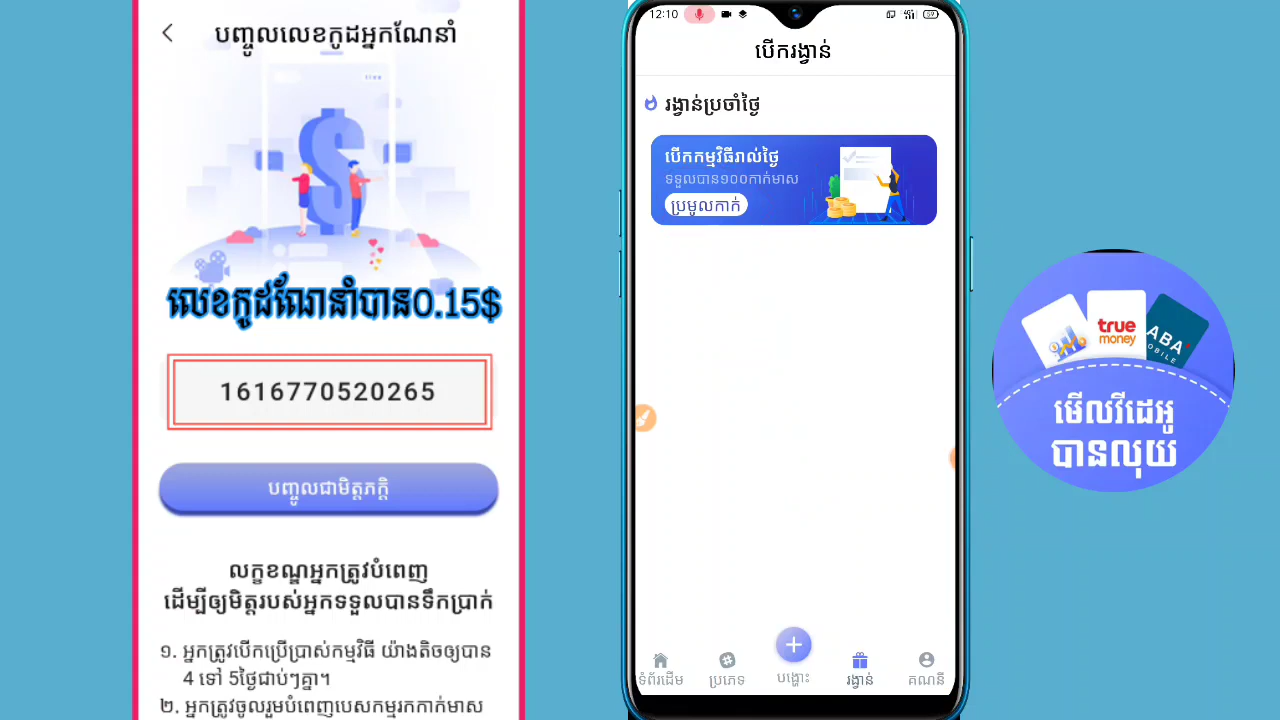 បញ្ចូលលេខកូដអ្នកណែនាំ
លេខកូដណែនាំបាន0.15$
1616770520265
បញ្ចូលជាមិត្តភក្តិ
លក្ខខណ្ឌអ្នកត្រូវបំពេញ
ដើម្បីឲ្យមិត្តរបស់អ្នកទទួលបានទឹកប្រាក់
១. អ្នកត្រូវបើកប្រើប្រាស់កម្មវិធី យ៉ាងតិចឲ្យបាន
4 ទៅ 5ថ្ងៃជាប់ៗគ្នា។
២. អ្នកត្រូវចូលរួមបំពេញបេសកម្មរកកាក់មាស
12:10
4G
59
បើករង្វាន់
រង្វាន់ប្រចាំថ្ងៃ
បើកកម្មវិធីរាល់ថ្ងៃ
ទទួលបាន១០០កាក់មាស
ប្រមូលកាក់
ទំព័រដើម
ប្រភេទ
បង្ហោះ
រង្វាន់
គណនី
true
money
ABA
MOBILE
មើលវីដេអូ
បានលុយ